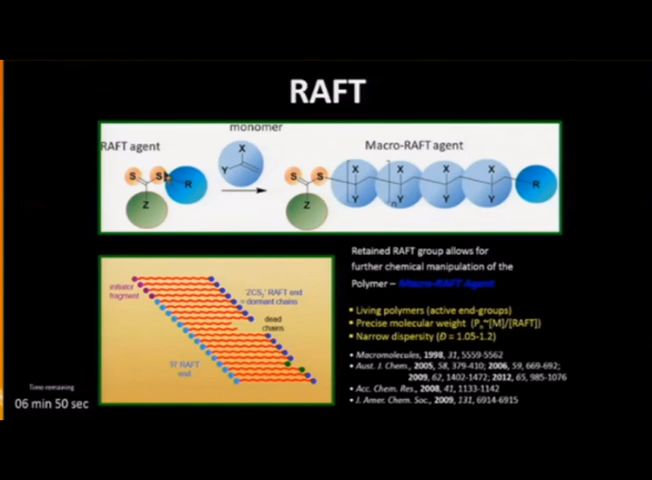 RAFT
RAFT agent
monomer
Macro-RAFT agent
S
S
R
Z
X
Y
S
S
Z
X
X
X
X
Y
Y
Y
Y
n
R
initiator
fragment
'ZCS₂' RAFT end
= dormant chains
dead
chains
'R' RAFT
end
Retained RAFT group allows for
further chemical manipulation of the
Polymer – Macro-RAFT Agent
▪ Living polymers (active end-groups)
▪ Precise molecular weight (Pₙ~[M]/[RAFT])
▪ Narrow dispersity (Đ = 1.05-1.2)
• Macromolecules, 1998, 31, 5559-5562
• Aust. J. Chem., 2005, 58, 379-410; 2006, 59, 669-692;
2009, 62, 1402-1472; 2012, 65, 985-1076
• Acc. Chem. Res., 2008, 41, 1133-1142
• J. Amer. Chem. Soc., 2009, 131, 6914-6915
Time remaining
06 min 50 sec